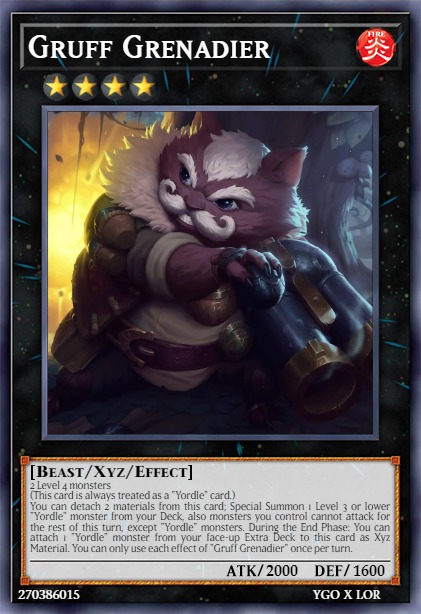 GRUFF GRENADIER
FIRE
炎
[BEAST/XYZ/EFFECT]
2 Level 4 monsters
(This card is always treated as a "Yordle" card.)
You can detach 2 materials from this card; Special Summon 1 Level 3 or lower
"Yordle" monster from your Deck, also monsters you control cannot attack for
the rest of this turn, except "Yordle" monsters. During the End Phase: You can
attach 1 "Yordle" monster from your face-up Extra Deck to this card as Xyz
Material. You can only use each effect of "Gruff Grenadier" once per turn.
ATK/2000 DEF/1600
270386015 YGO X LOR